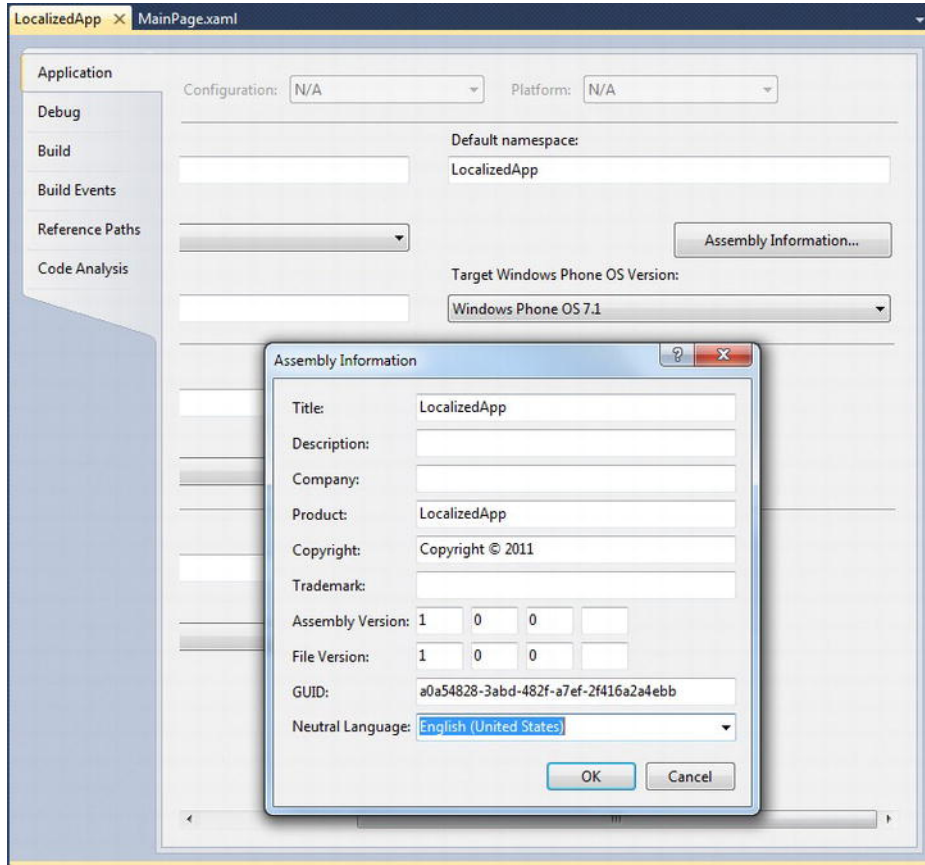 LocalizedApp
MainPage.xaml
Application
Debug
Build
Build Events
Reference Paths
Code Analysis
Configuration: N/A Platform: N/A
Default namespace:
LocalizedApp
Assembly Information...
Target Windows Phone OS Version:
Windows Phone OS 7.1
Assembly Information
Title: LocalizedApp
Description:
Company:
Product: LocalizedApp
Copyright: Copyright © 2011
Trademark:
Assembly Version: 1 0 0
File Version: 1 0 0
GUID: a0a54828-3abd-482f-a7ef-2f416a2a4ebb
Neutral Language: English (United States)
OK Cancel